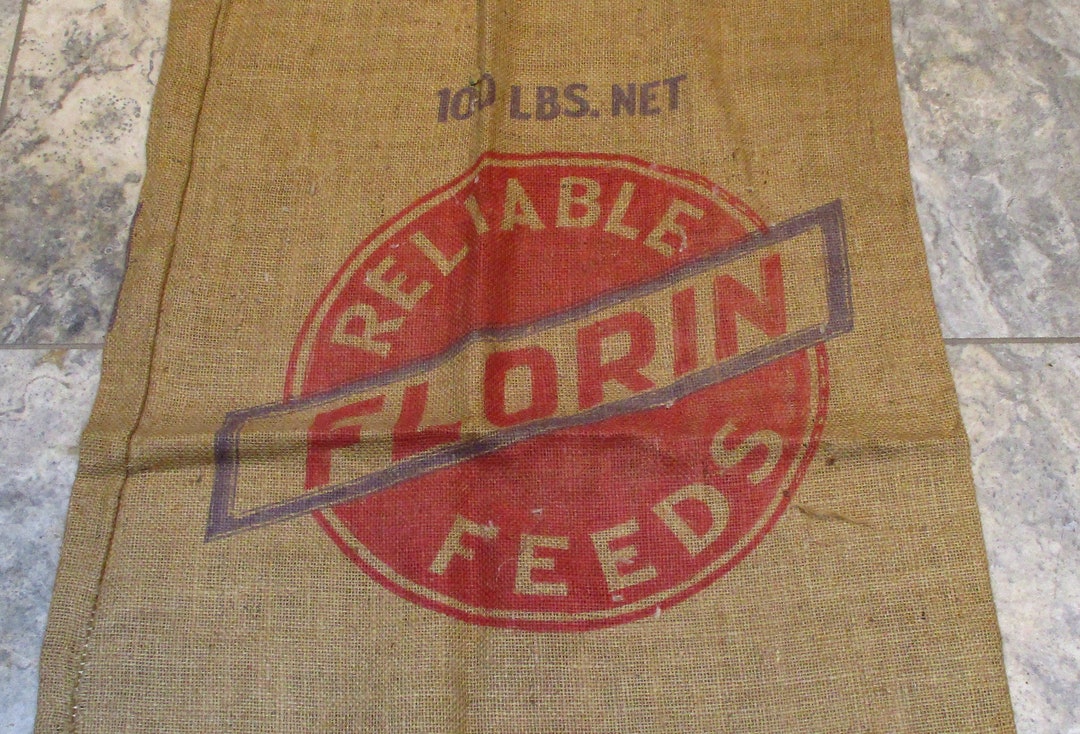 100 LBS. NET
RELIABLE
FLORIN
FEEDS